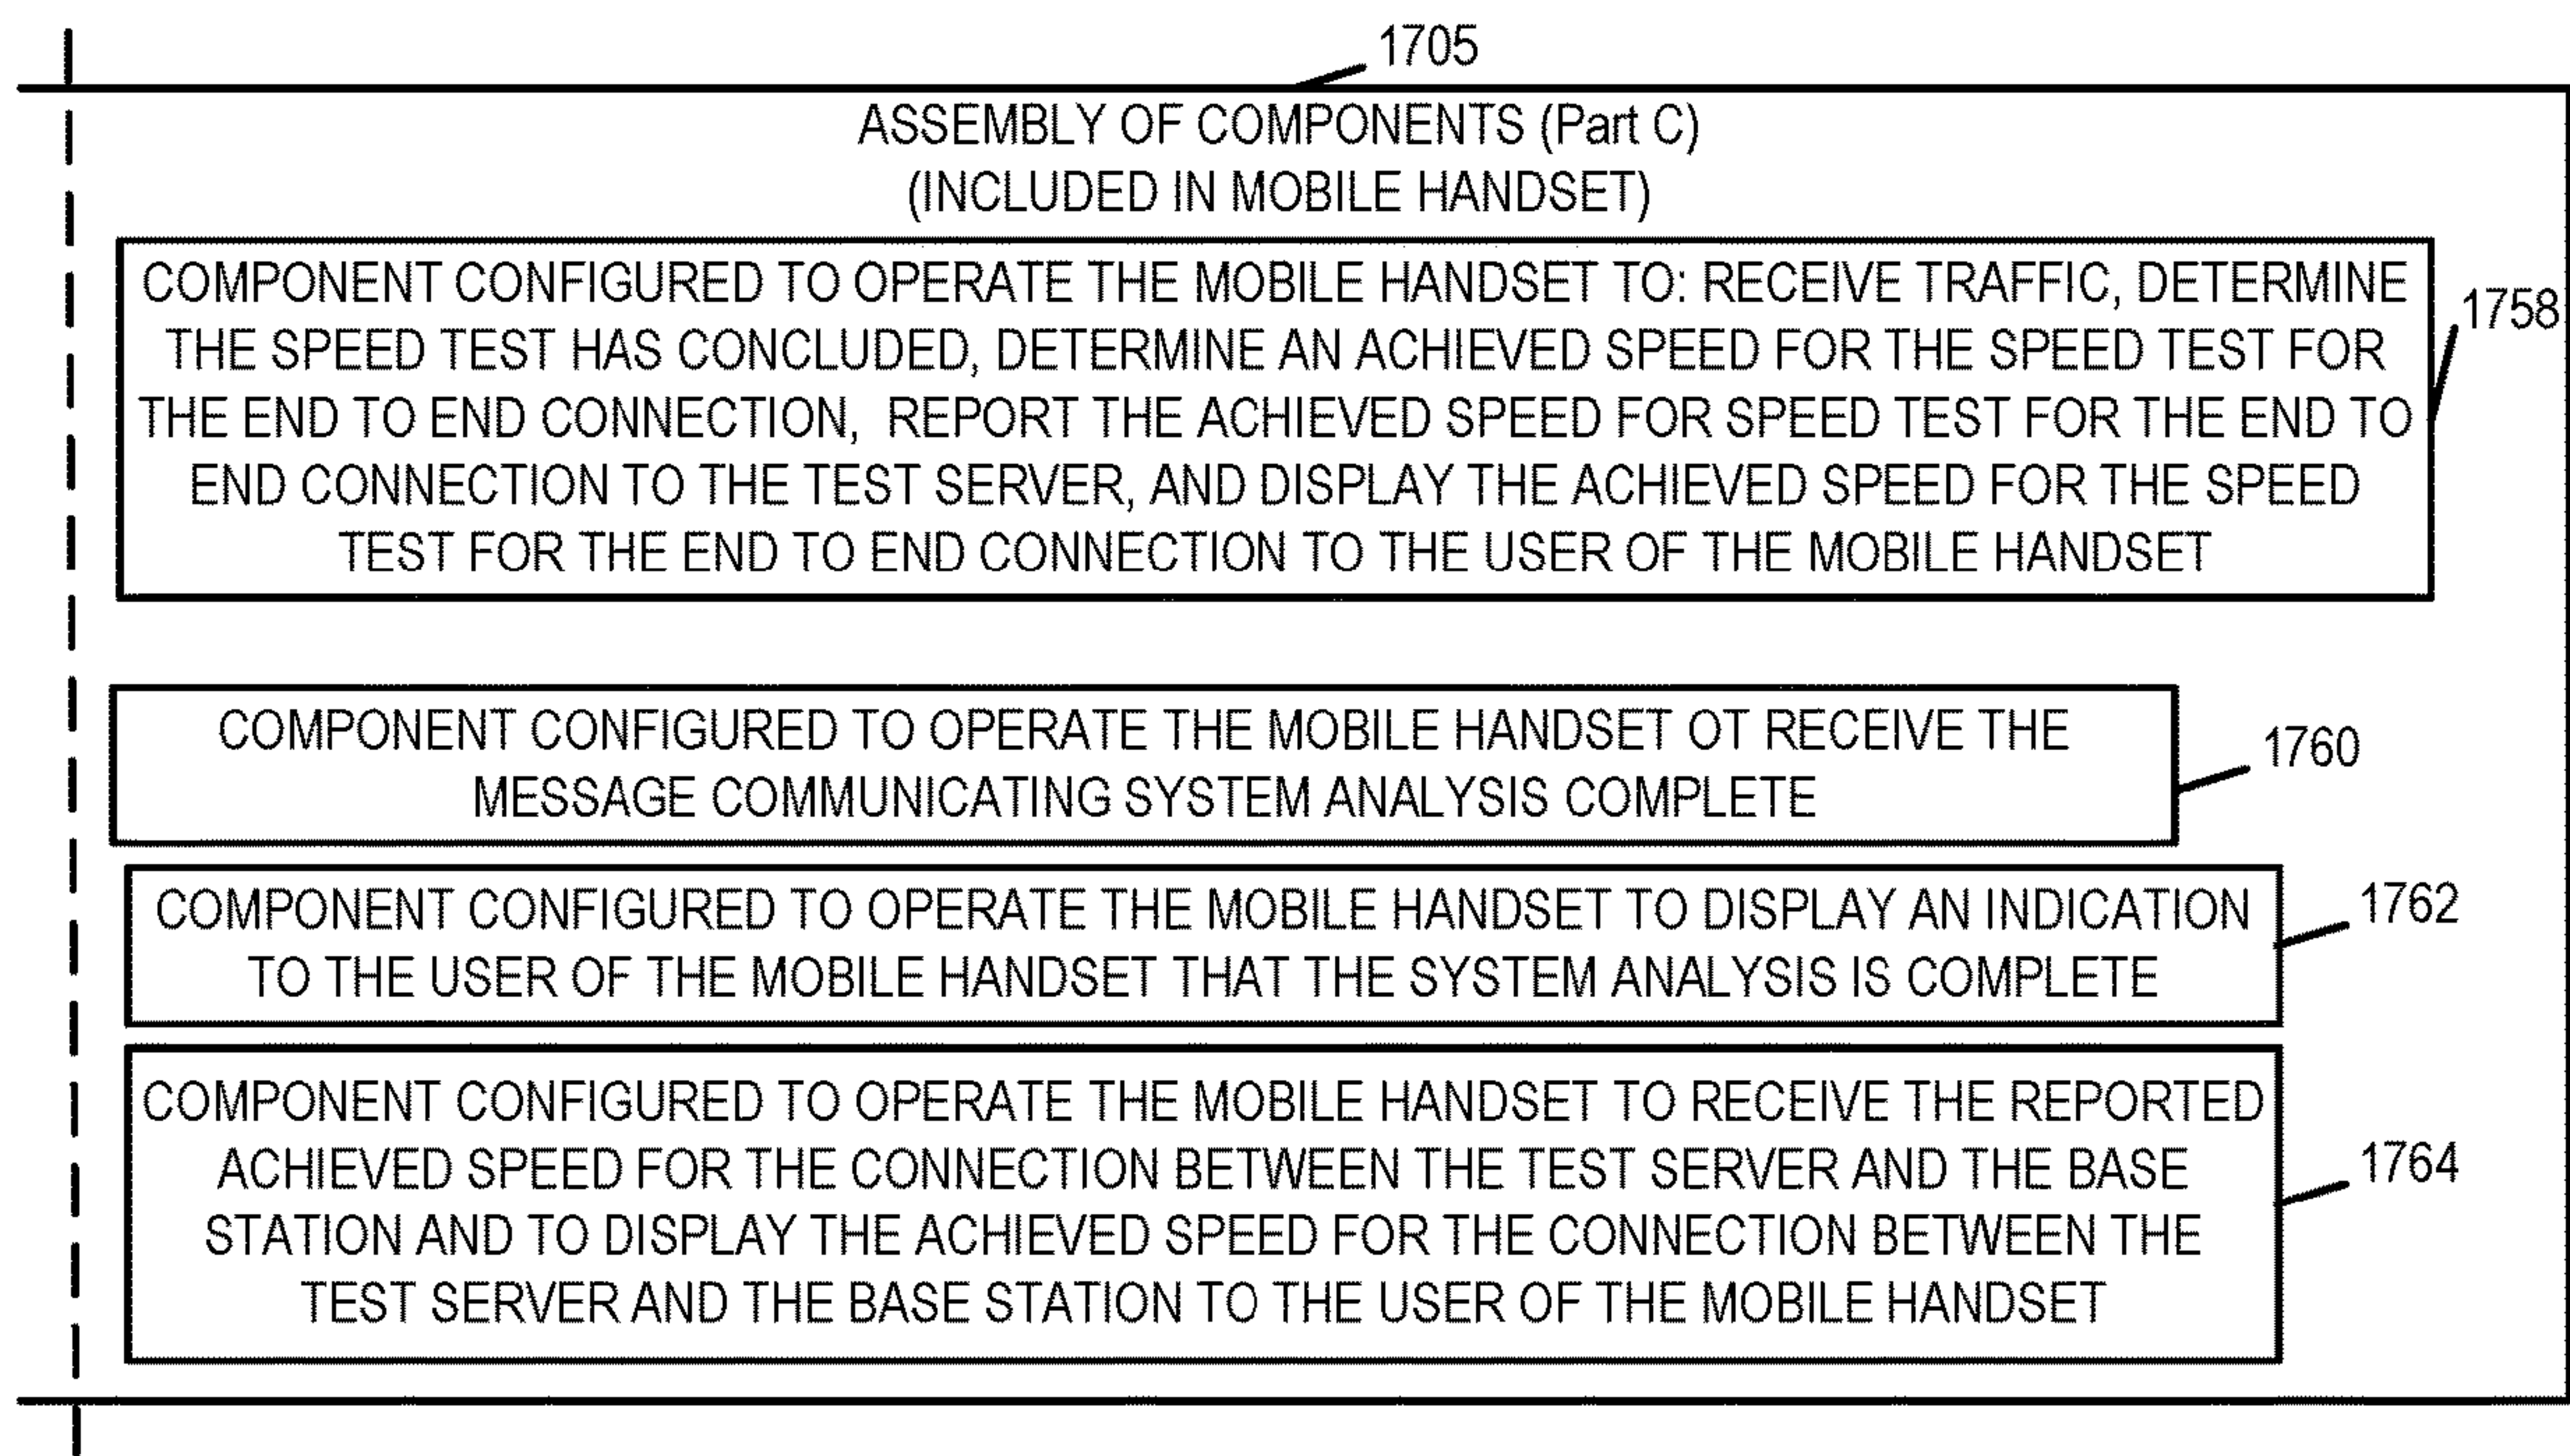 1705
ASSEMBLY OF COMPONENTS (Part C)
(INCLUDED IN MOBILE HANDSET)
COMPONENT CONFIGURED TO OPERATE THE MOBILE HANDSET TO: RECEIVE TRAFFIC, DETERMINE
THE SPEED TEST HAS CONCLUDED, DETERMINE AN ACHIEVED SPEED FOR THE SPEED TEST FOR
THE END TO END CONNECTION, REPORT THE ACHIEVED SPEED FOR SPEED TEST FOR THE END TO
END CONNECTION TO THE TEST SERVER, AND DISPLAY THE ACHIEVED SPEED FOR THE SPEED
TEST FOR THE END TO END CONNECTION TO THE USER OF THE MOBILE HANDSET
1758
COMPONENT CONFIGURED TO OPERATE THE MOBILE HANDSET OT RECEIVE THE
MESSAGE COMMUNICATING SYSTEM ANALYSIS COMPLETE
1760
COMPONENT CONFIGURED TO OPERATE THE MOBILE HANDSET TO DISPLAY AN INDICATION
TO THE USER OF THE MOBILE HANDSET THAT THE SYSTEM ANALYSIS IS COMPLETE
1762
COMPONENT CONFIGURED TO OPERATE THE MOBILE HANDSET TO RECEIVE THE REPORTED
ACHIEVED SPEED FOR THE CONNECTION BETWEEN THE TEST SERVER AND THE BASE
STATION AND TO DISPLAY THE ACHIEVED SPEED FOR THE CONNECTION BETWEEN THE
TEST SERVER AND THE BASE STATION TO THE USER OF THE MOBILE HANDSET
1764